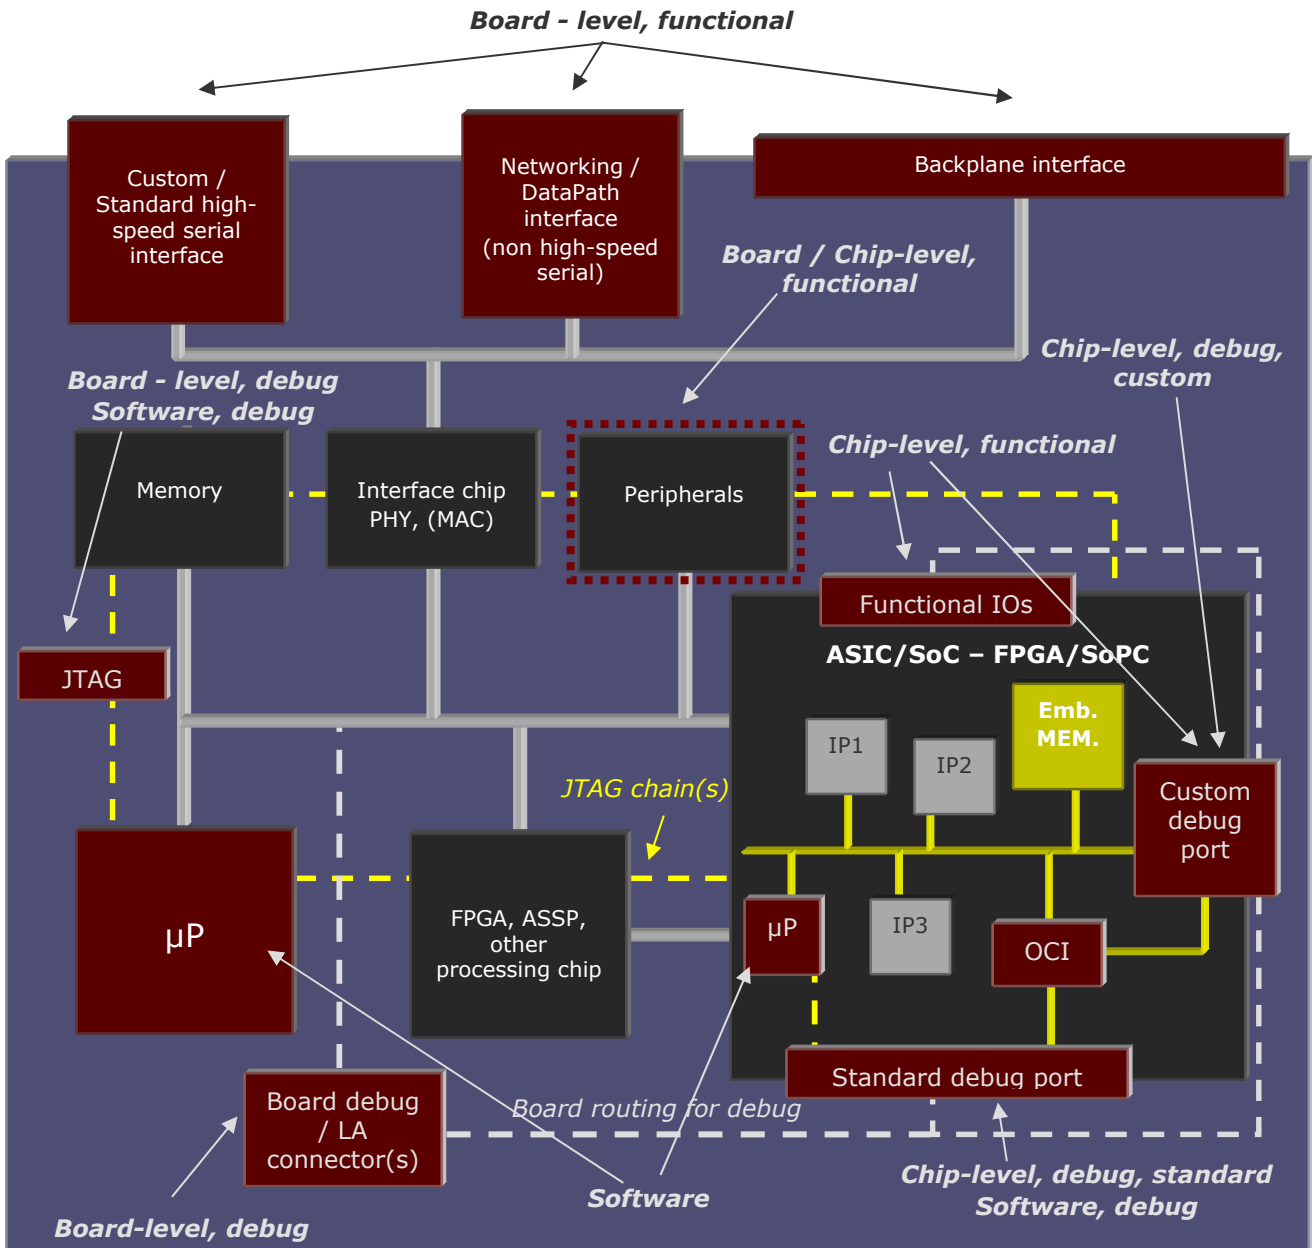 Board - level, functional
Custom /
Standard high-
speed serial
interface
Networking /
DataPath
interface
(non high-speed
serial)
Backplane interface
Board / Chip-level,
functional
Chip-level, debug,
custom
Board - level, debug
Software, debug
Chip-level, functional
Memory
Interface chip
PHY, (MAC)
Peripherals
Functional IOs
ASIC/SoC – FPGA/SoPC
JTAG
Emb.
MEM.
IP1
IP2
JTAG chain(s)
Custom
debug
port
µP
FPGA, ASSP,
other
processing chip
µP
IP3
OCI
Standard debug port
Board debug
/ LA
connector(s)
Board routing for debug
Chip-level, debug, standard
Software, debug
Software
Board-level, debug